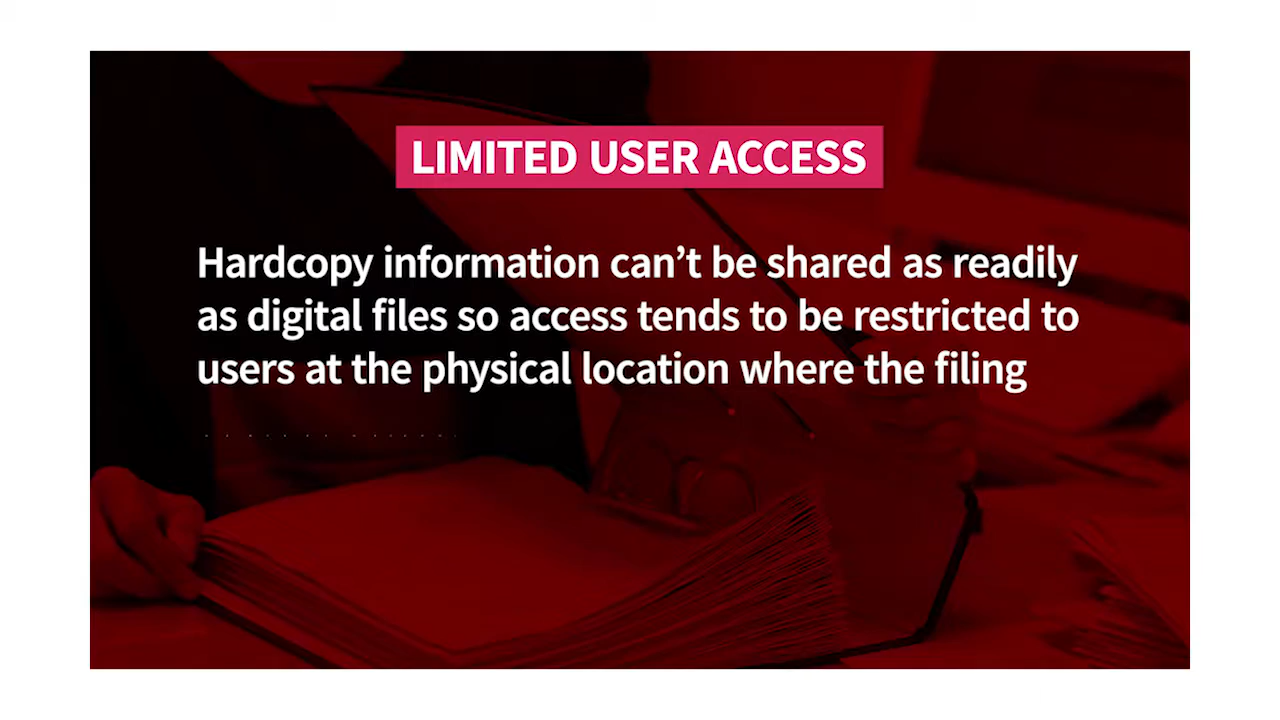 LIMITED USER ACCESS
Hardcopy information can’t be shared as readily
as digital files so access tends to be restricted to
users at the physical location where the filing